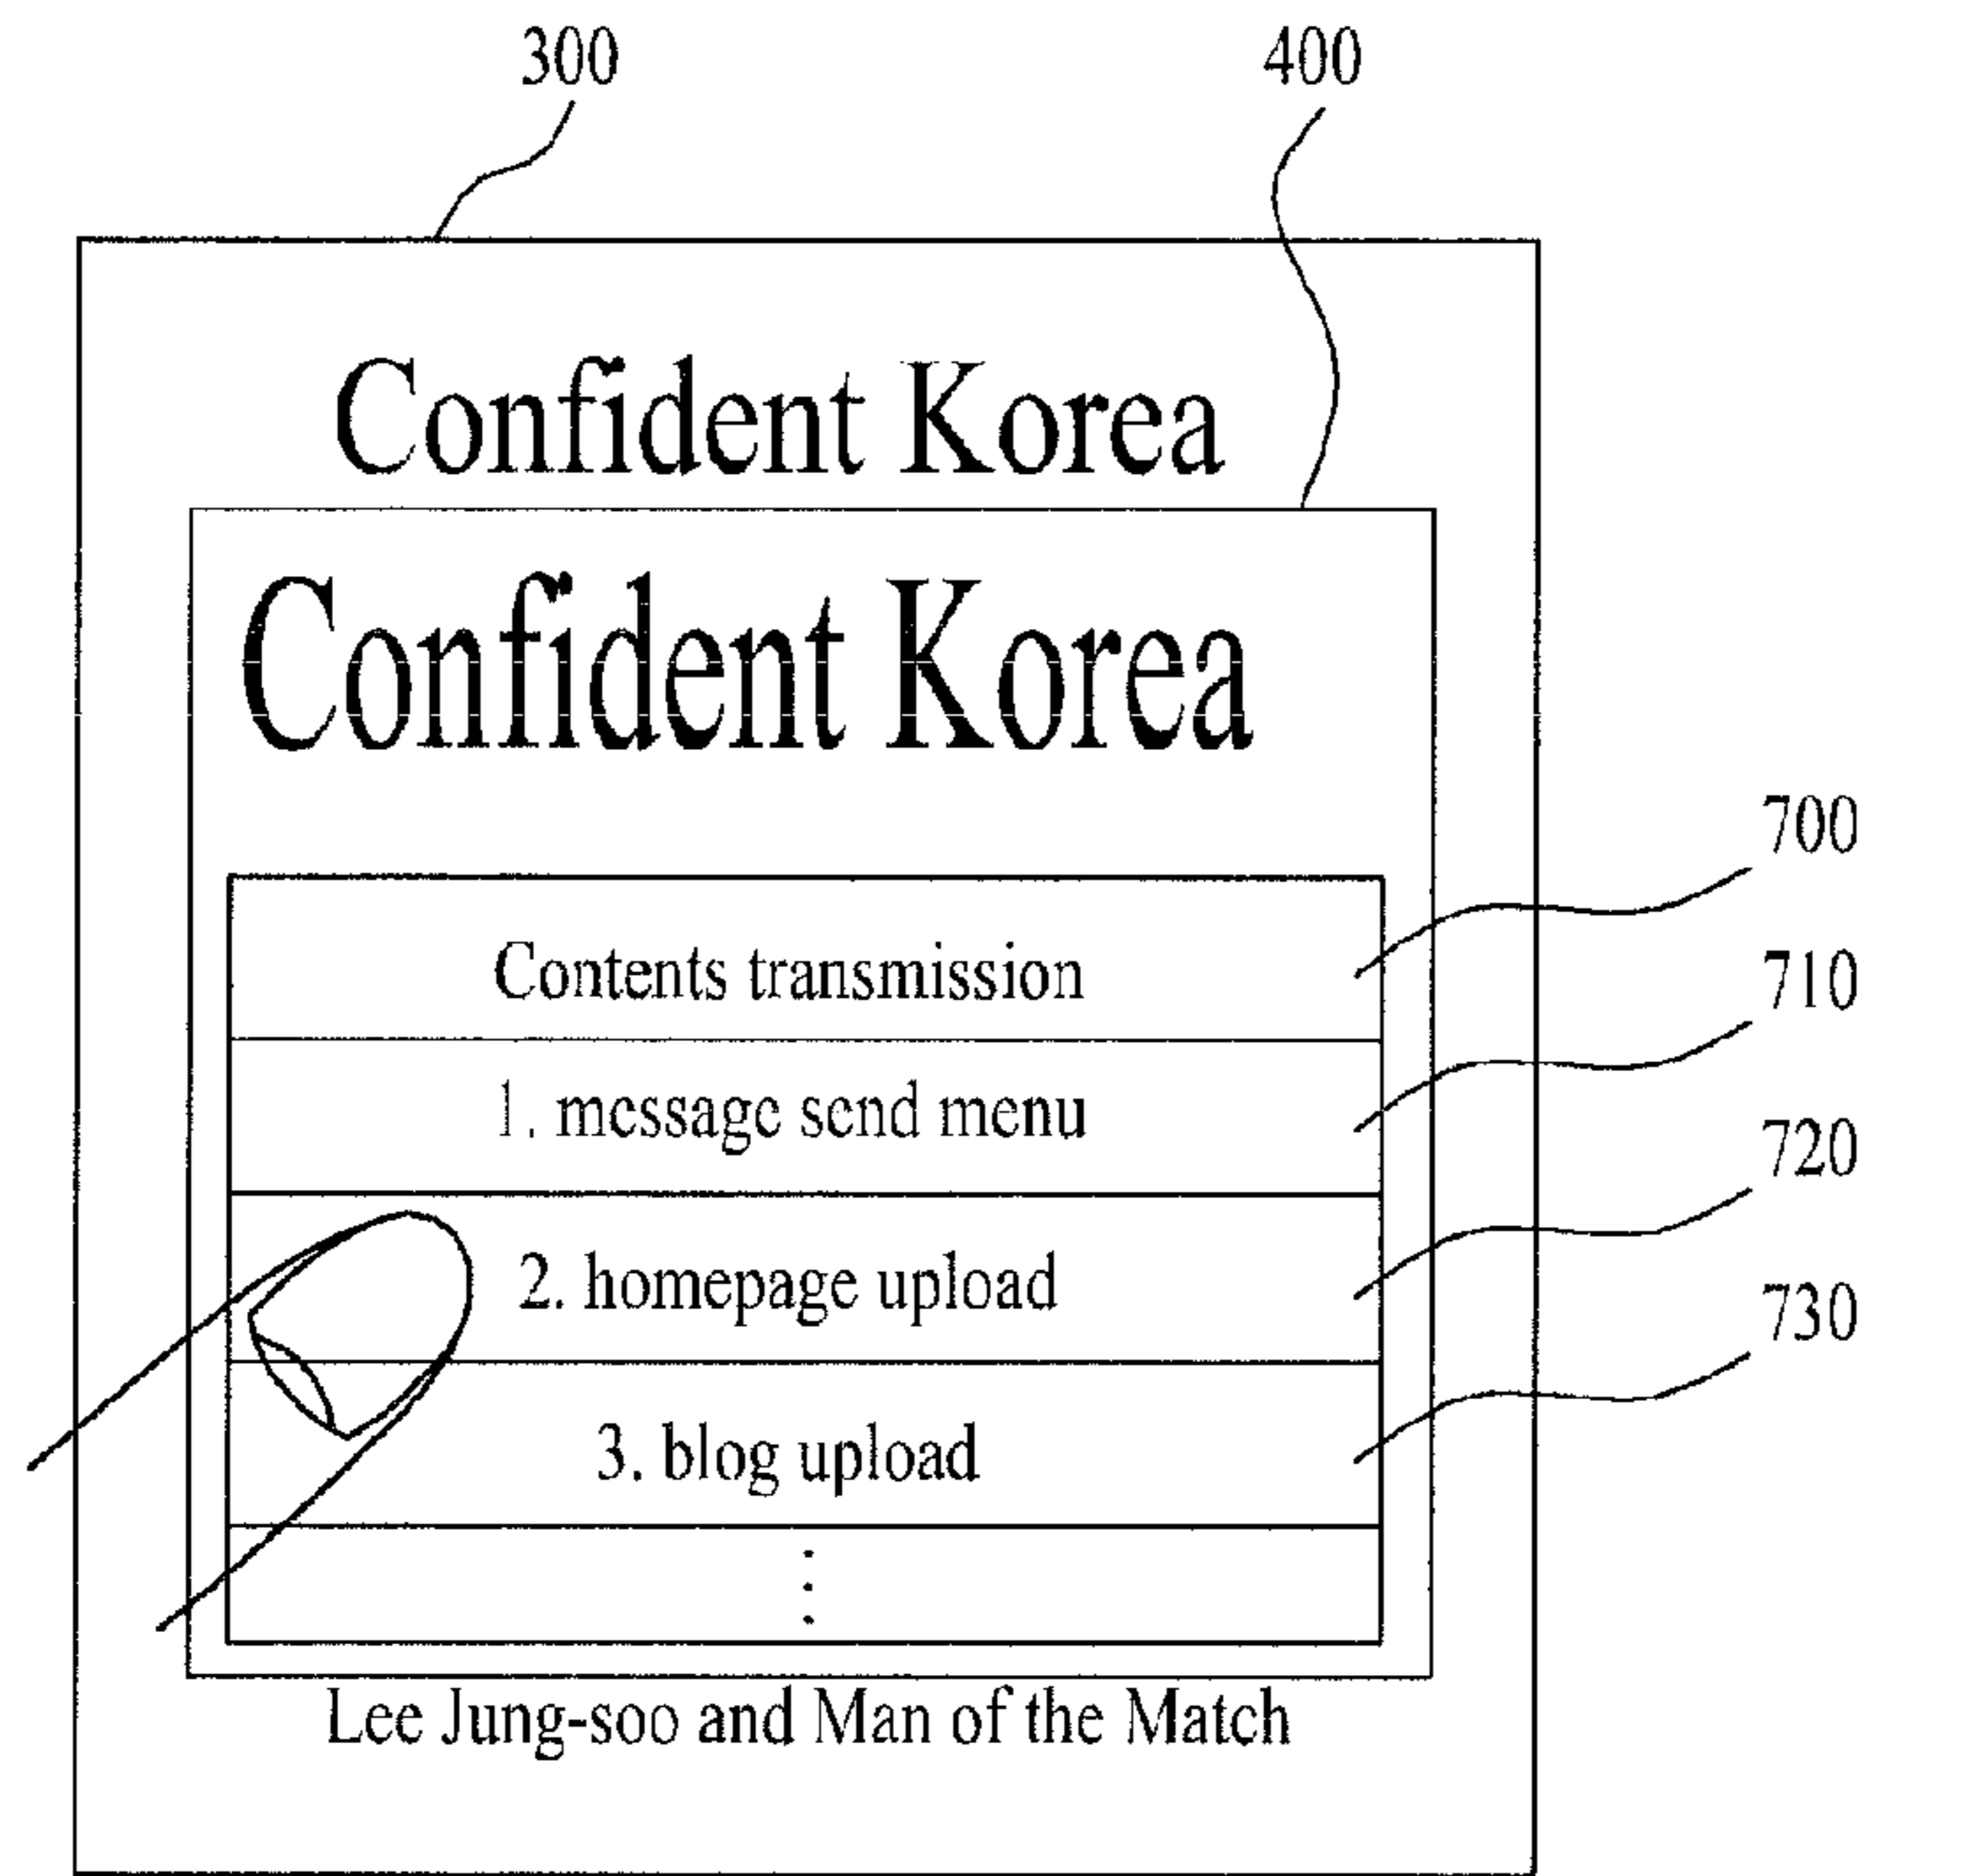 300 400
Confident Korea
Confident Korea
700
Contents transmission
710
1. message send menu
720
2. homepage upload
730
3. blog upload
Lee Jung-soo and Man of the Match